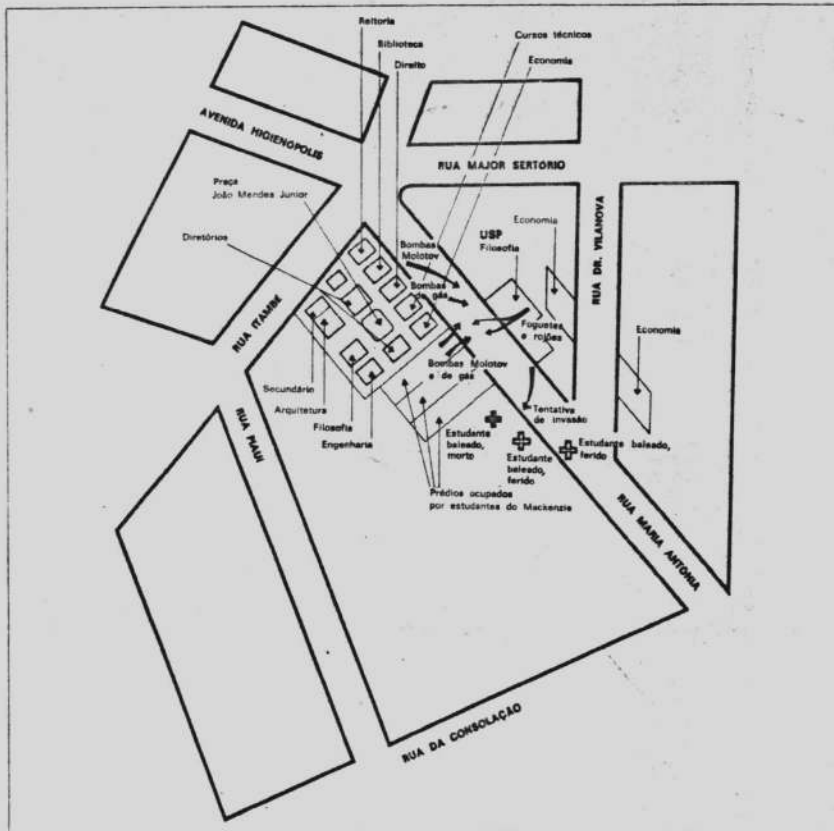 Reitoria
Biblioteca
Direito
Cursos técnicos
Economia
AVENIDA HIGIENOPOLIS
RUA MAJOR SERTÓRIO
Praça
João Mendes Junior
Diretórios
Bombas
Molotov
Bombas
de gás
USP
Filosofia
Economia
RUA DR. VILANOVA
Foguetes
e rojões
Economia
RUA ITAMBÉ
Bombas Molotov
e de gás
Secundário
Arquitetura
Filosofia
Engenharia
RUA PIAUI
Tentativa
de invasão
Estudante
baleado,
morto
Estudante
baleado,
ferido
Estudante baleado,
ferido
Prédios ocupados
por estudantes do Mackenzie
RUA MARIA ANTONIA
RUA DA CONSOLAÇÃO